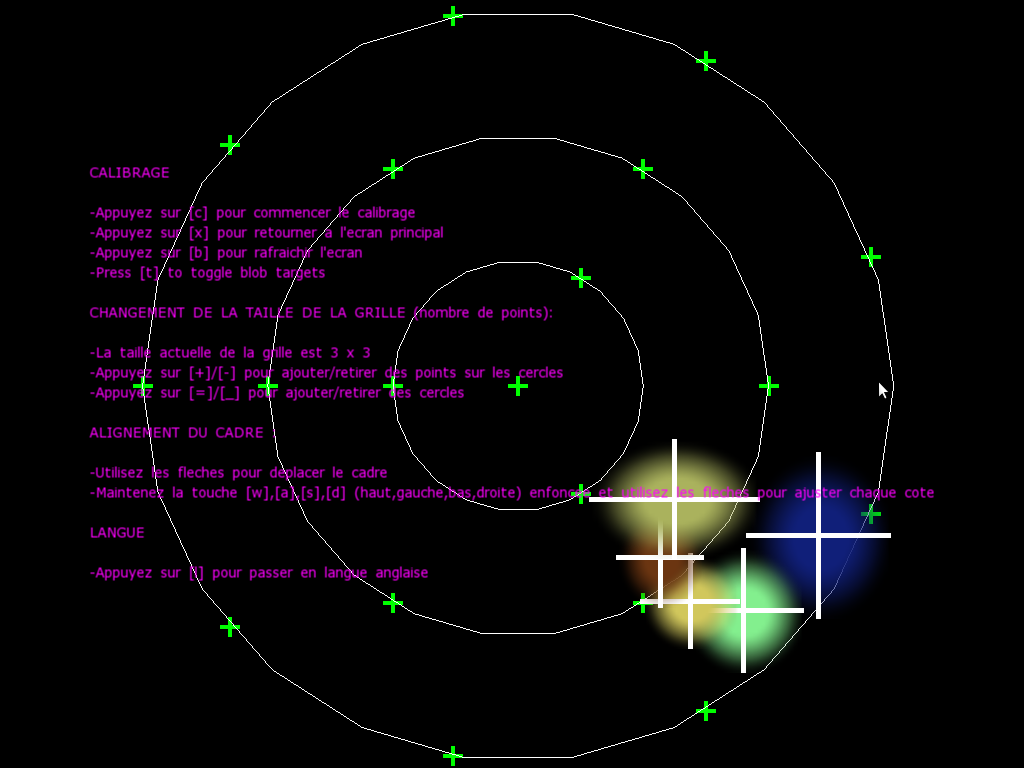 CALIBRAGE
-Appuyez sur [c] pour commencer le calibrage
-Appuyez sur [x] pour retourner a l'ecran principal
-Appuyez sur [b] pour rafraichir l'ecran
-Press [t] to toggle blob targets
CHANGEMENT DE LA TAILLE DE LA GRILLE (nombre de points):
-La taille actuelle de la grille est 3 x 3
-Appuyez sur [+]/[-] pour ajouter/retirer des points sur les cercles
-Appuyez sur [=]/[_] pour ajouter/retirer des cercles
ALIGNEMENT DU CADRE
-Utilisez les fleches pour deplacer le cadre
-Maintenez la touche [w],[a],[s],[d] (haut,gauche,bas,droite) enfoncee et utilisez les fleches pour ajuster chaque cote
LANGUE
-Appuyez sur [l] pour passer en langue anglaise